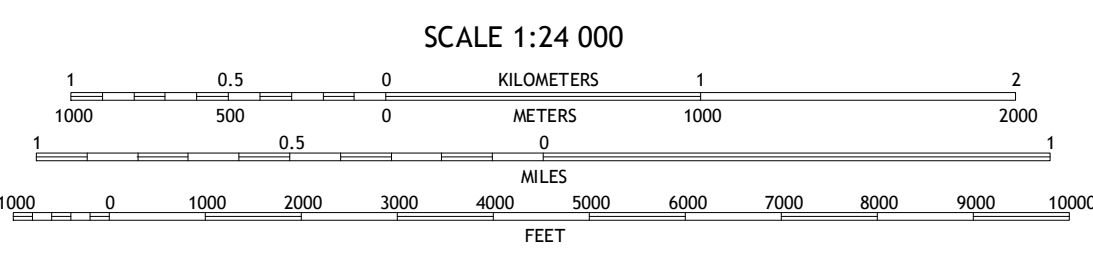 SCALE 1:24 000
1 0.5 0 KILOMETERS 1 2
1000 500 0 METERS 1000 2000
1 0.5 0 1
MILES
1000 0 1000 2000 3000 4000 5000 6000 7000 8000 9000 10000
FEET